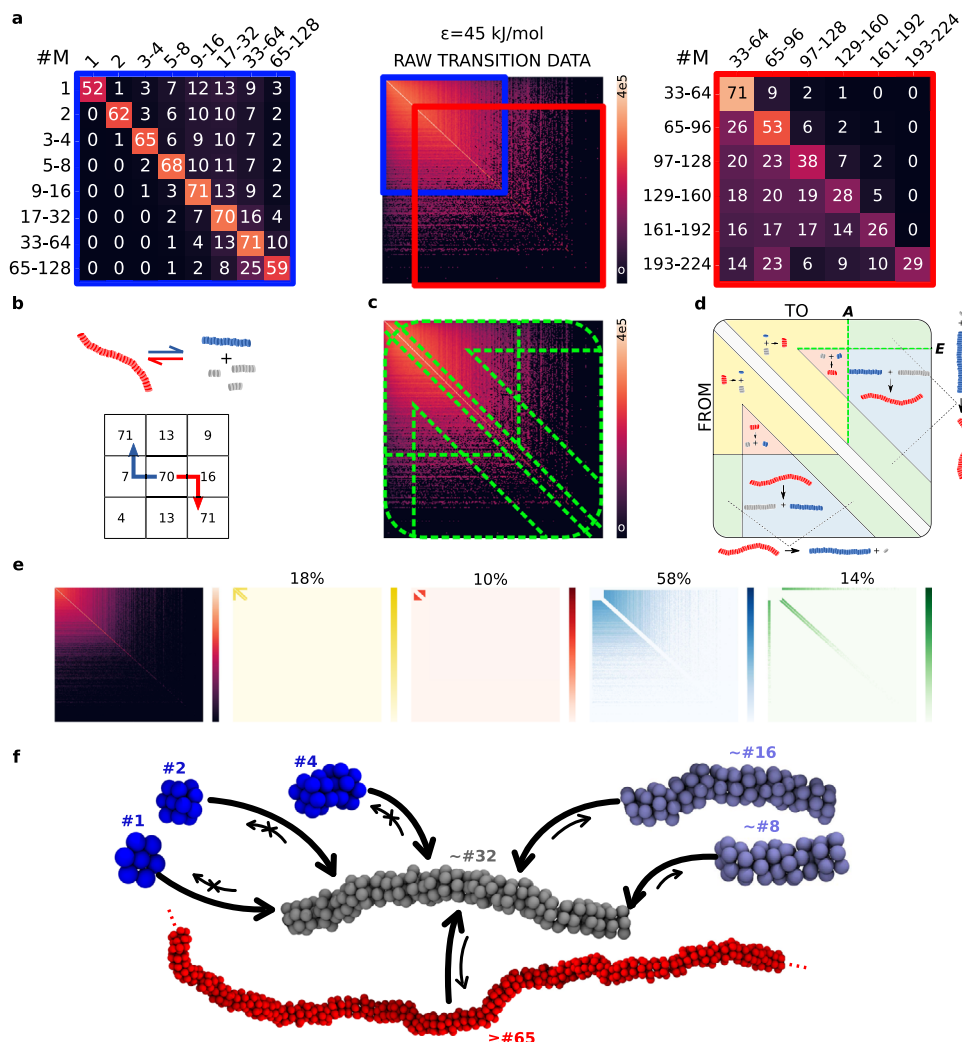 a
#M 1 2 3-4 5-8 9-16 17-32 33-64 65-128
1 52 1 3 7 12 13 9 3
2 0 62 3 6 10 10 7 2
3-4 0 1 65 6 9 10 7 2
5-8 0 0 2 68 10 11 7 2
9-16 0 0 1 3 71 13 9 2
17-32 0 0 0 2 7 70 16 4
33-64 0 0 0 1 4 13 71 10
65-128 0 0 0 1 2 8 25 59
ε=45 kJ/mol
RAW TRANSITION DATA
4e5
0
#M 33-64 65-96 97-128 129-160 161-192 193-224
33-64 71 9 2 1 0 0
65-96 26 53 6 2 1 0
97-128 20 23 38 7 2 0
129-160 18 20 19 28 5 0
161-192 16 17 17 14 26 0
193-224 14 23 6 9 10 29
b
+
71 13 9
7 70 16
4 13 71
c
4e5
0
d
TO A
E
FROM
+
+
+
+
+
+
+
e
18% 10% 58% 14%
f
#1
#2
#4
~#16
~#8
~#32
>#65